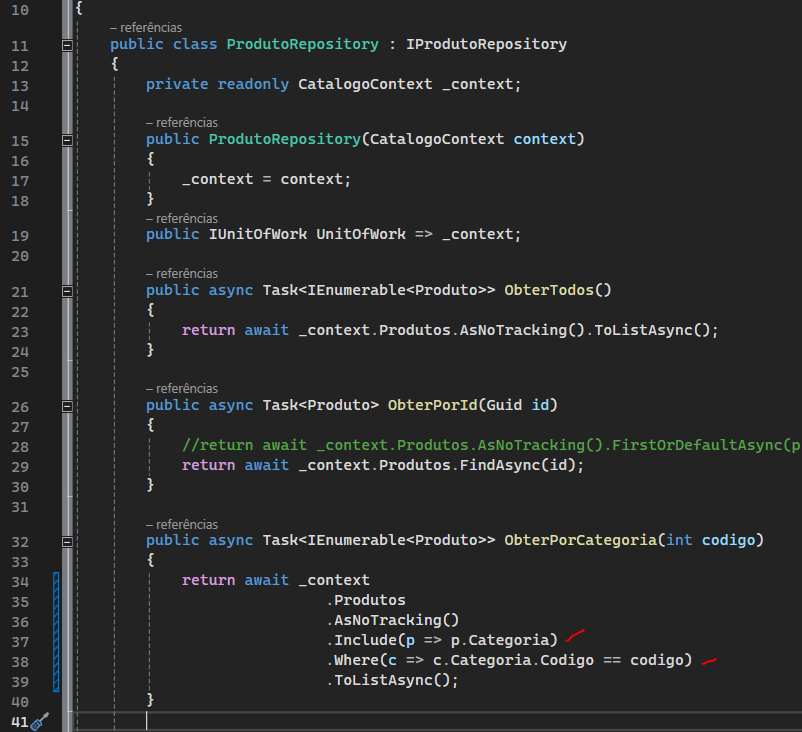 10 {
– referências
11 public class ProdutoRepository : IProdutoRepository
12 {
13 private readonly CatalogoContext _context;
14
– referências
15 public ProdutoRepository(CatalogoContext context)
16 {
17 _context = context;
18 }
– referências
19 public IUnitOfWork UnitOfWork => _context;
20
– referências
21 public async Task<IEnumerable<Produto>> ObterTodos()
22 {
23 return await _context.Produtos.AsNoTracking().ToListAsync();
24 }
25
– referências
26 public async Task<Produto> ObterPorId(Guid id)
27 {
28 //return await _context.Produtos.AsNoTracking().FirstOrDefaultAsync(p
29 return await _context.Produtos.FindAsync(id);
30 }
31
– referências
32 public async Task<IEnumerable<Produto>> ObterPorCategoria(int codigo)
33 {
34 return await _context
35 .Produtos
36 .AsNoTracking()
37 .Include(p => p.Categoria)
38 .Where(c => c.Categoria.Codigo == codigo)
39 .ToListAsync();
40 }
41